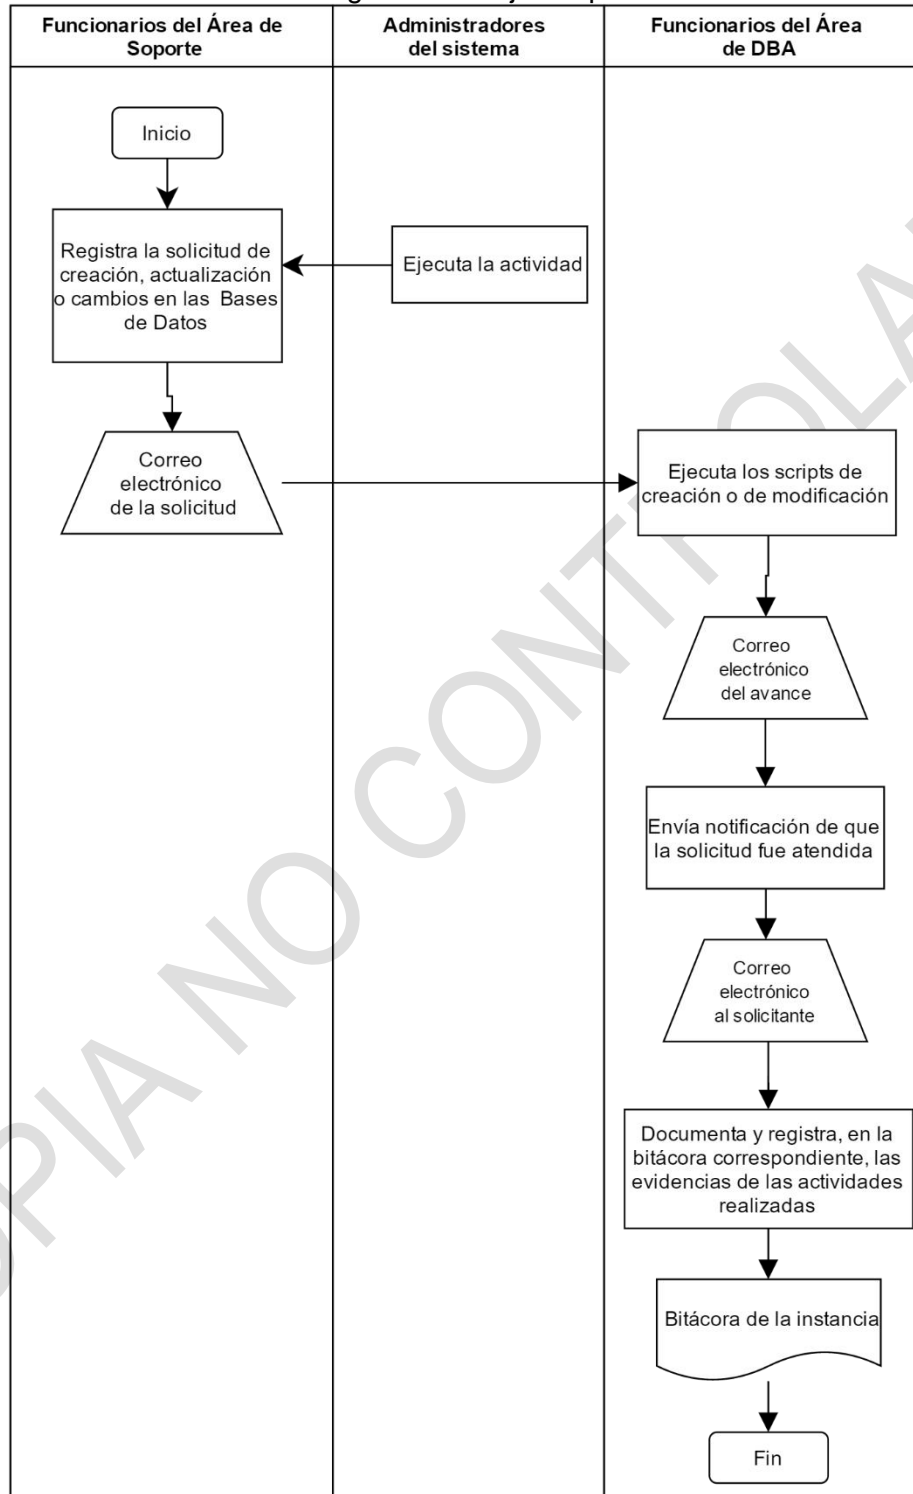 Funcionarios del Área de
Soporte
Administradores
del sistema
Funcionarios del Área
de DBA
Inicio
Registra la solicitud de
creación, actualización
o cambios en las Bases
de Datos
Ejecuta la actividad
Correo
electrónico
de la solicitud
Ejecuta los scripts de
creación o de modificación
Correo
electrónico
del avance
Envía notificación de que
la solicitud fue atendida
Correo
electrónico
al solicitante
Documenta y registra, en la
bitácora correspondiente, las
evidencias de las actividades
realizadas
Bitácora de la instancia
Fin
NO